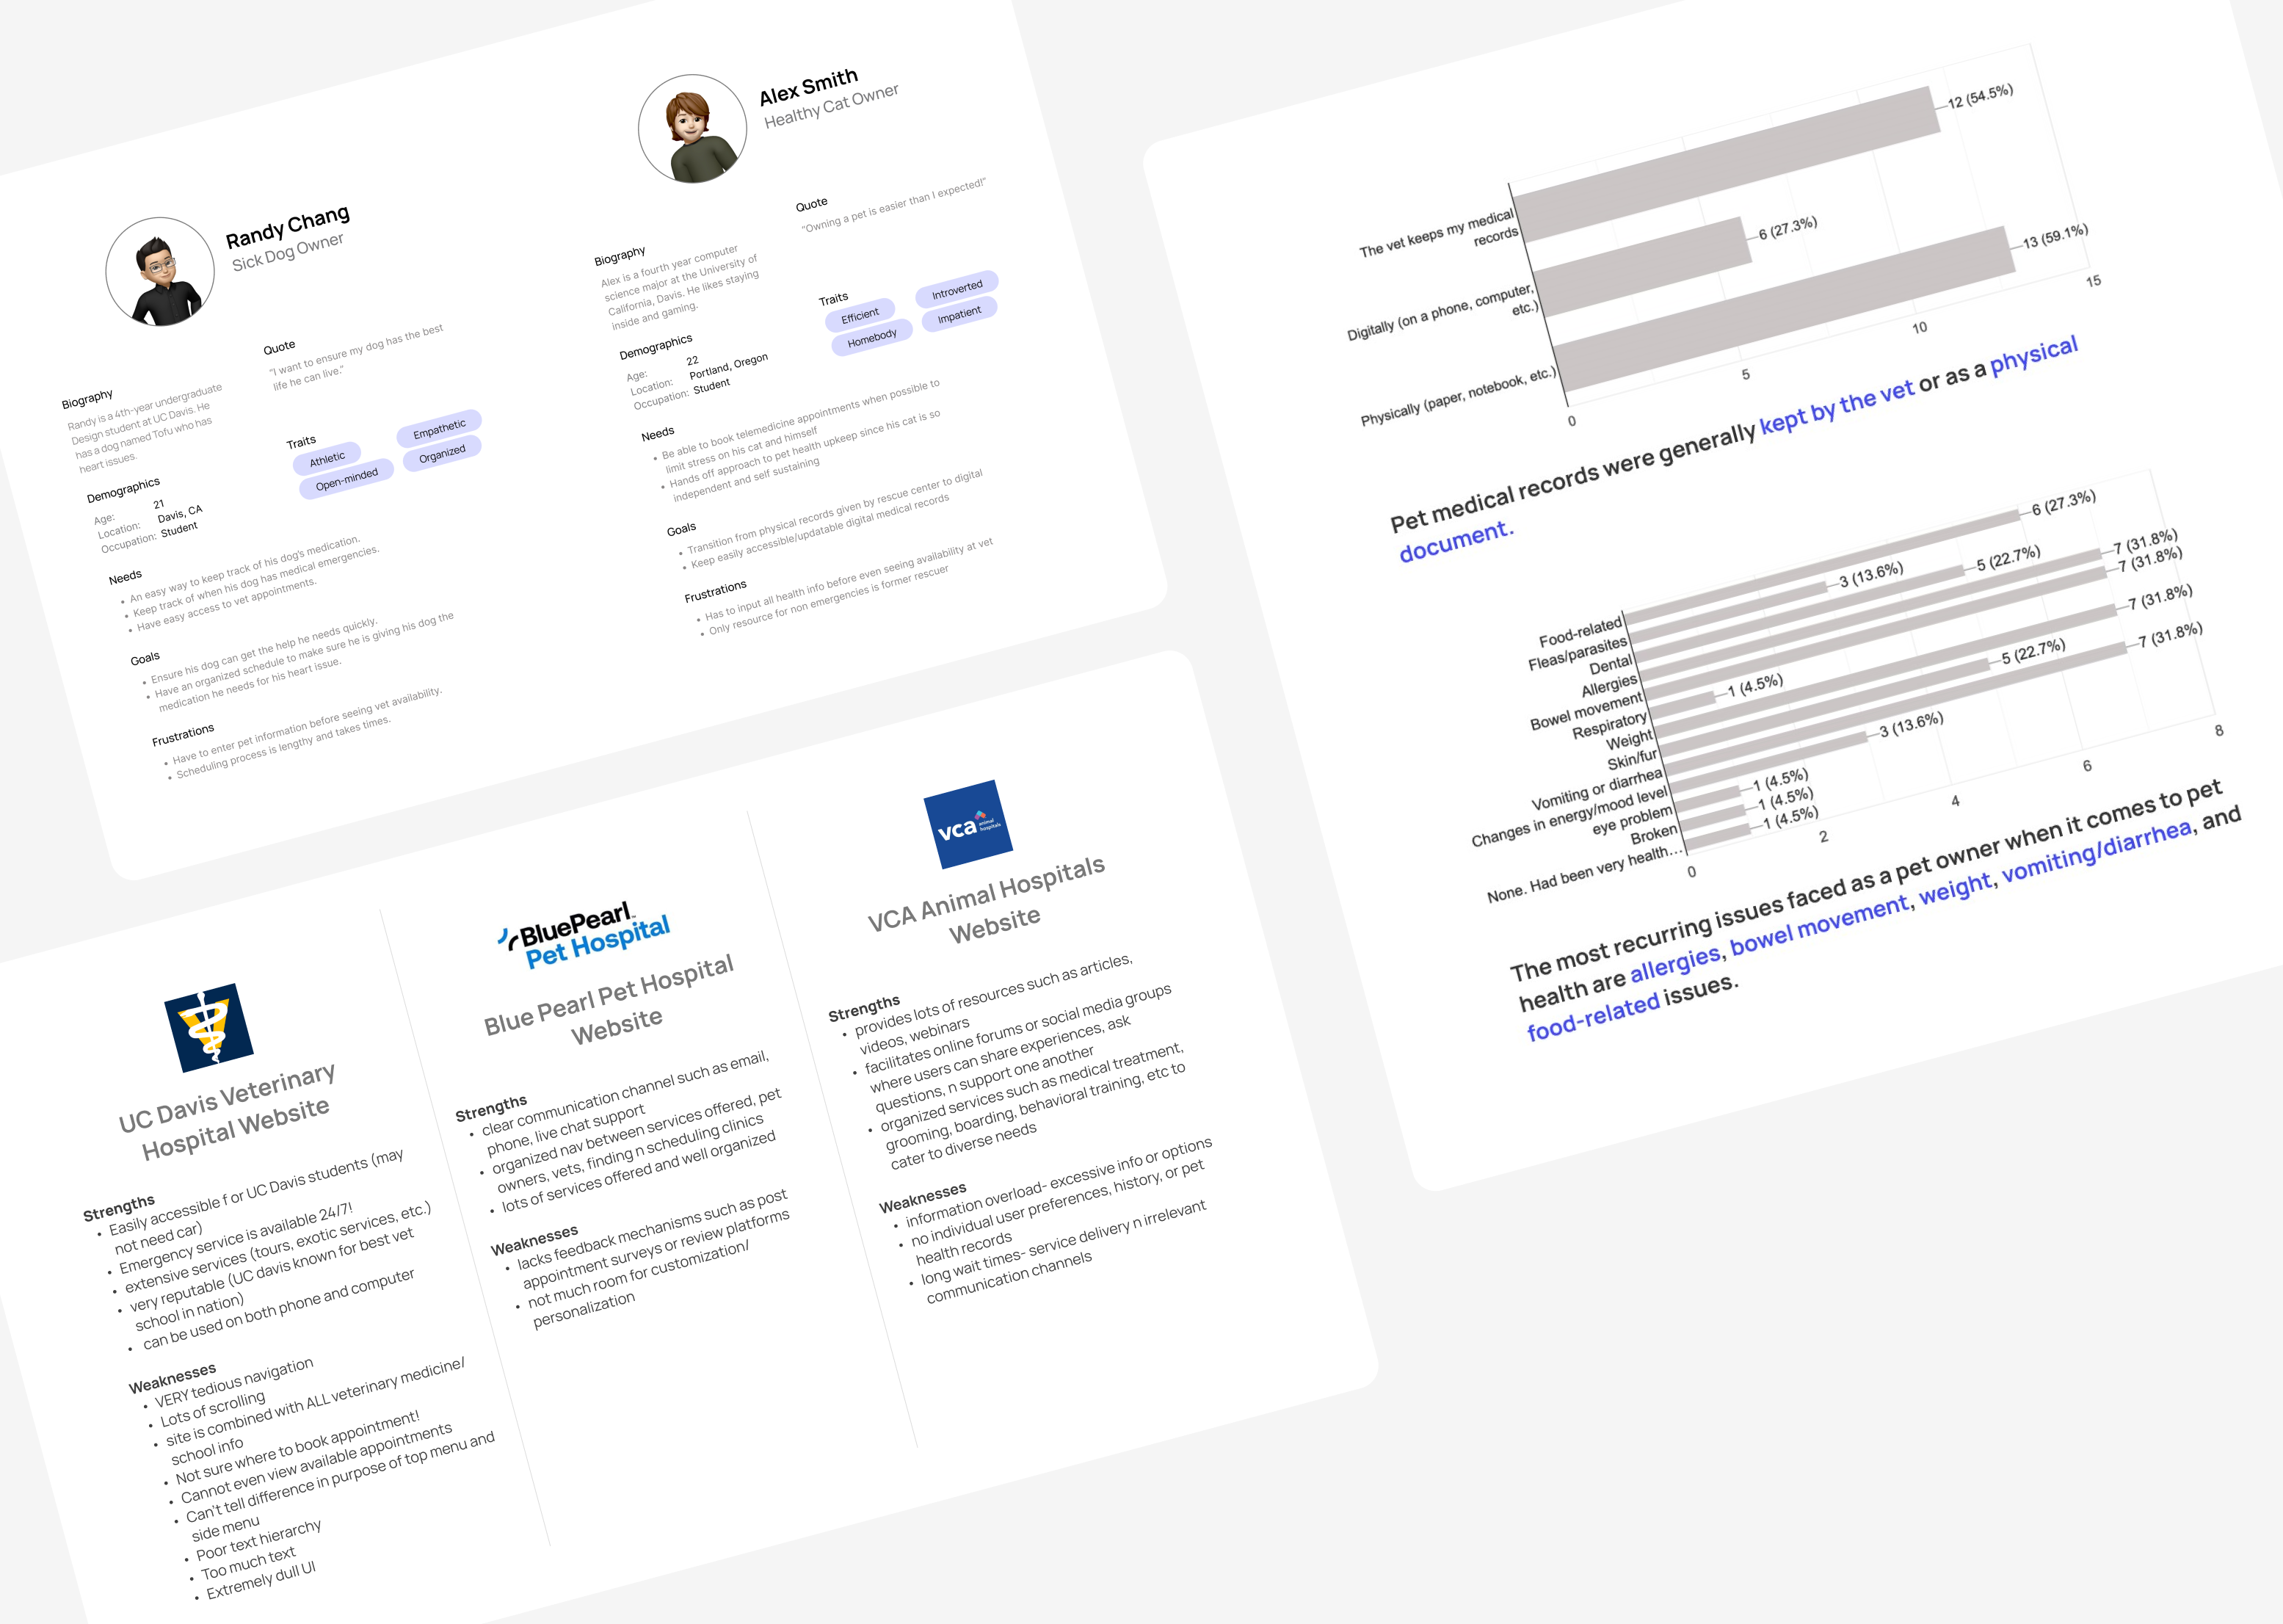 Randy Chang
Sick Dog Owner
Biography
Randy is a 4th-year undergraduate
Design student at UC Davis. He
has a dog named Tofu who has
heart issues.
Quote
"I want to ensure my dog has the best
life he can live."
Demographics
Age: 21
Location: Davis, CA
Occupation: Student
Traits
Athletic
Empathetic
Open-minded
Organized
Needs
• An easy way to keep track of his dog's medication.
• Keep track of when his dog has medical emergencies.
• Have easy access to vet appointments.
Goals
• Ensure his dog can get the help he needs quickly.
• Have an organized schedule to make sure he is giving his dog the
medication he needs for his heart issue.
Frustrations
• Have to enter pet information before seeing vet availability.
• Scheduling process is lengthy and takes times.
Alex Smith
Healthy Cat Owner
Biography
Alex is a fourth year computer
science major at the University of
California, Davis. He likes staying
inside and gaming.
Quote
"Owning a pet is easier than I expected!"
Demographics
Age: 22
Location: Portland, Oregon
Occupation: Student
Traits
Efficient
Introverted
Homebody
Impatient
Needs
• Be able to book telemedicine appointments when possible to
limit stress on his cat and himself
• Hands off approach to pet health upkeep since his cat is so
independent and self sustaining
Goals
• Transition from physical records given by rescue center to digital
• Keep easily accessible/updatable digital medical records
Frustrations
• Has to input all health info before even seeing availability at vet
• Only resource for non emergencies is former rescuer
UC Davis Veterinary
Hospital Website
Strengths
• Easily accessible f or UC Davis students (may
not need car)
• Emergency service is available 24/7!
• extensive services (tours, exotic services, etc.)
• very reputable (UC davis known for best vet
school in nation)
• can be used on both phone and computer
Weaknesses
• VERY tedious navigation
• Lots of scrolling
• site is combined with ALL veterinary medicine/
school info
• Not sure where to book appointment!
• Cannot even view available appointments
• Can't tell difference in purpose of top menu and
side menu
• Poor text hierarchy
• Too much text
• Extremely dull UI
BluePearl™
Pet Hospital
Blue Pearl Pet Hospital
Website
Strengths
• clear communication channel such as email,
phone, live chat support
• organized nav between services offered, pet
owners, vets, finding n scheduling clinics
• lots of services offered and well organized
Weaknesses
• lacks feedback mechanisms such as post
appointment surveys or review platforms
• not much room for customization/
personalization
vca animal
hospitals
VCA Animal Hospitals
Website
Strengths
• provides lots of resources such as articles,
videos, webinars
• facilitates online forums or social media groups
where users can share experiences, ask
questions, n support one another
• organized services such as medical treatment,
grooming, boarding, behavioral training, etc to
cater to diverse needs
Weaknesses
• information overload- excessive info or options
• no individual user preferences, history, or pet
health records
• long wait times- service delivery n irrelevant
communication channels
The vet keeps my medical
records
12 (54.5%)
Digitally (on a phone, computer,
etc.)
6 (27.3%)
Physically (paper, notebook, etc.)
13 (59.1%)
0 5 10 15
Pet medical records were generally kept by the vet or as a physical
document.
Food-related 6 (27.3%)
Fleas/parasites 3 (13.6%)
Dental 5 (22.7%)
Allergies 7 (31.8%)
Bowel movement 7 (31.8%)
Respiratory 1 (4.5%)
Weight 7 (31.8%)
Skin/fur 5 (22.7%)
Vomiting or diarrhea 7 (31.8%)
Changes in energy/mood level 3 (13.6%)
eye problem 1 (4.5%)
Broken 1 (4.5%)
None. Had been very health... 1 (4.5%)
0 2 4 6 8
The most recurring issues faced as a pet owner when it comes to pet
health are allergies, bowel movement, weight, vomiting/diarrhea, and
food-related issues.